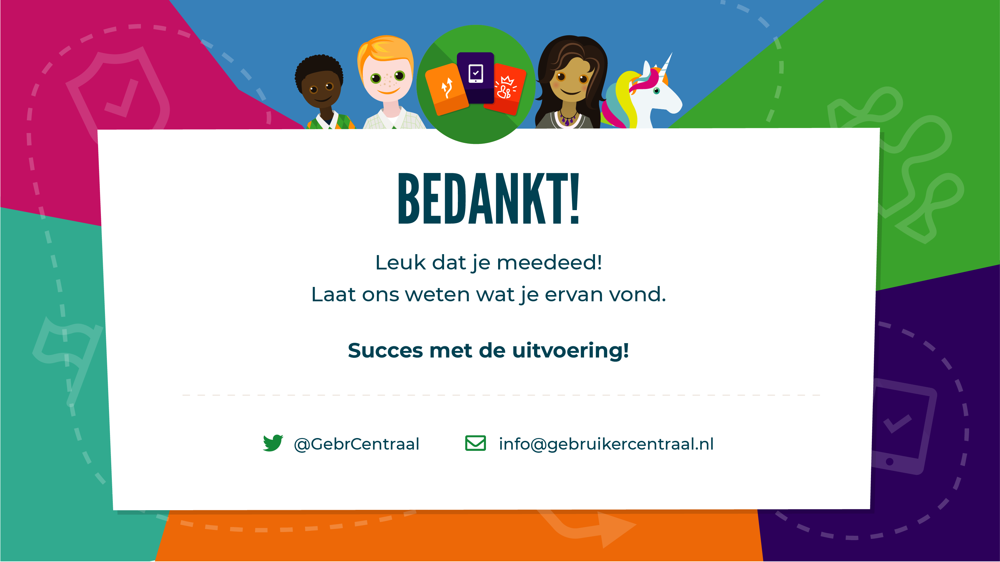 BEDANKT!
Leuk dat je meedeed!
Laat ons weten wat je ervan vond.
Succes met de uitvoering!
@GebrCentraal
info@gebruikercentraal.nl